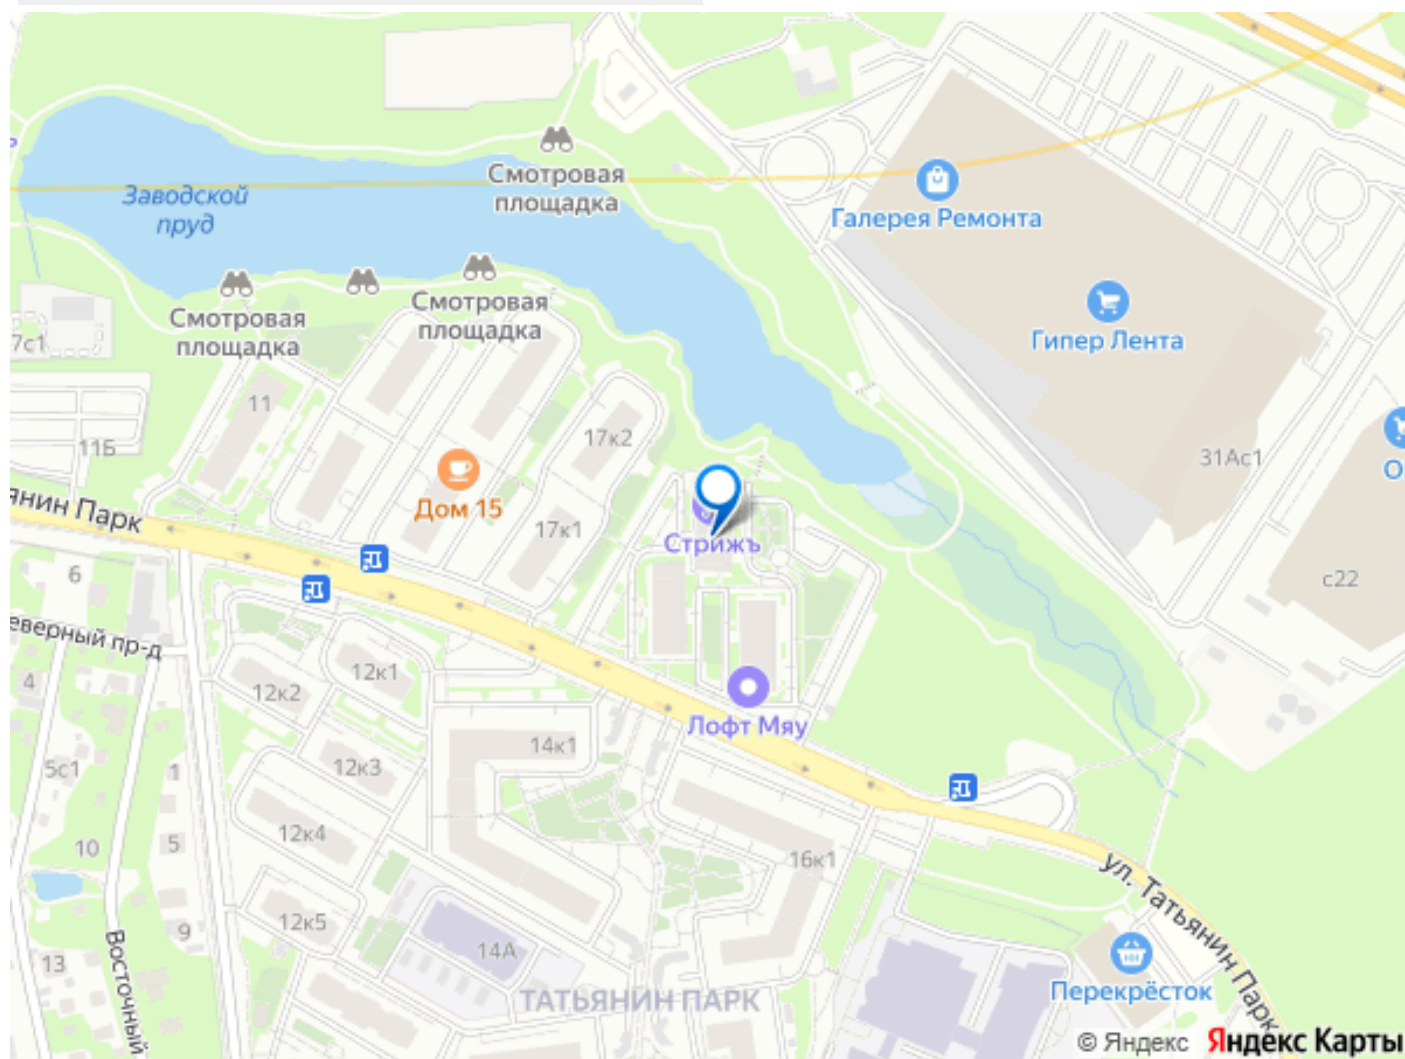 Смотровая
площадка
Заводской
пруд
Галерея Ремонта
Смотровая
площадка
Смотровая
площадка
Гипер Лента
7с1
11
11Б
17к2
31Ас1
О
Дом 15
янин Парк
17к1
Стрижъ
с22
6
еверный пр-д
4
12к1
12к2
Лофт Мяу
14к1
5с1
1
12к3
12к4
5
10
16к1
ул. Татьянин Парк
12к5
9
14А
13
Восточный
ТАТЬЯНИН ПАРК
Перекрёсток
© Яндекс Яндекс Карты